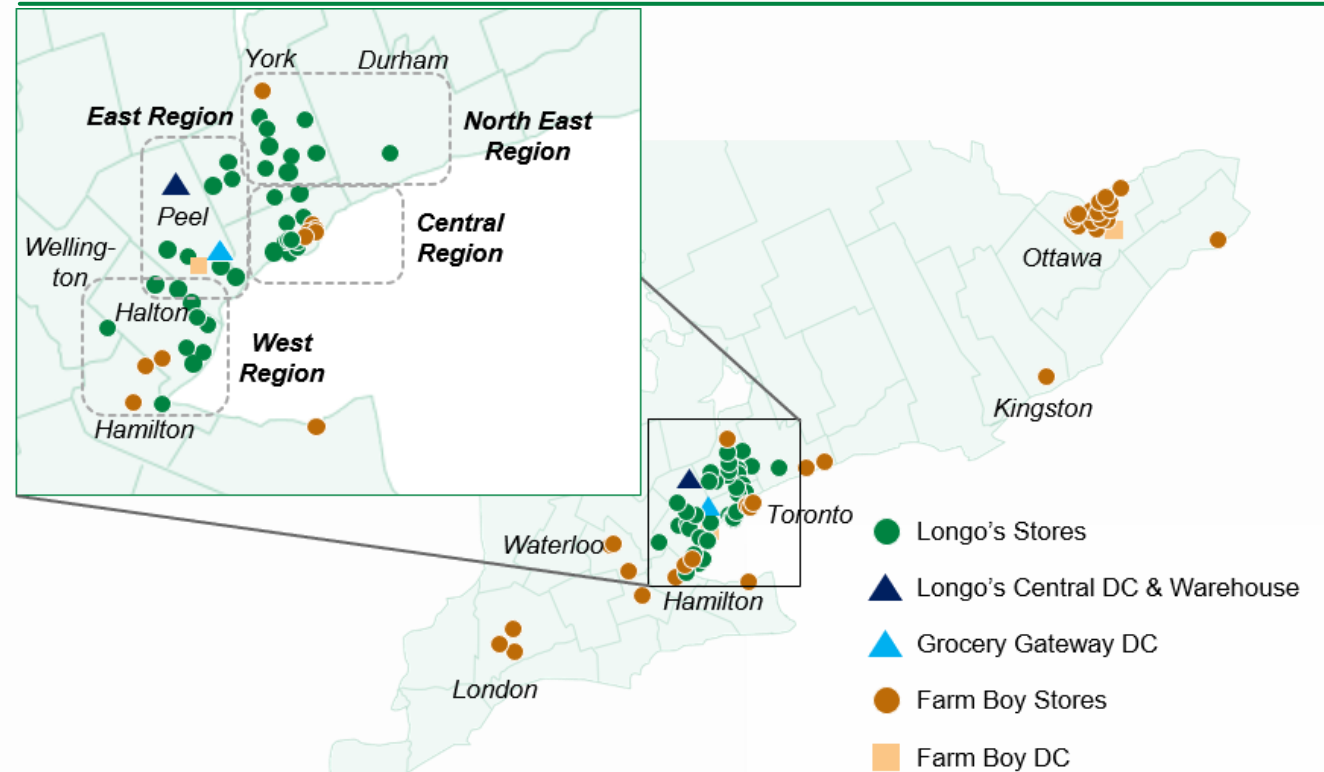 York
Durham
East Region
North East
Region
Peel
Central
Region
Welling-
ton
Halton
West
Region
Hamilton
Ottawa
Kingston
Toronto
Waterloo
Hamilton
London
Longo's Stores
Longo's Central DC & Warehouse
Grocery Gateway DC
Farm Boy Stores
Farm Boy DC